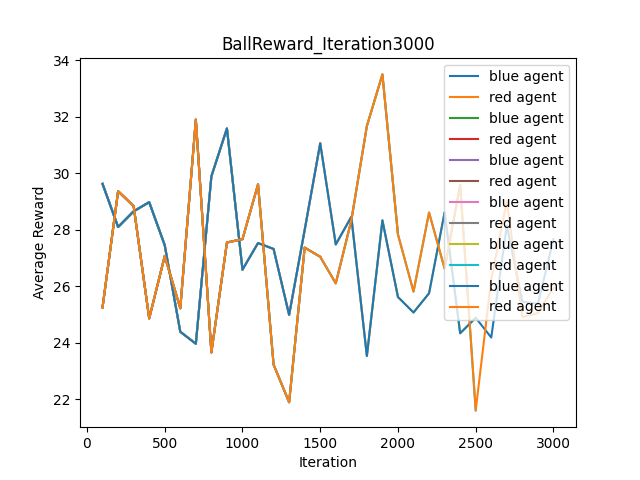 BallReward_Iteration3000
34
32
30
28
26
24
22
Average Reward
0
500
1000
1500
2000
2500
3000
Iteration
blue agent
red agent
blue agent
red agent
blue agent
red agent
blue agent
red agent
blue agent
red agent
blue agent
red agent